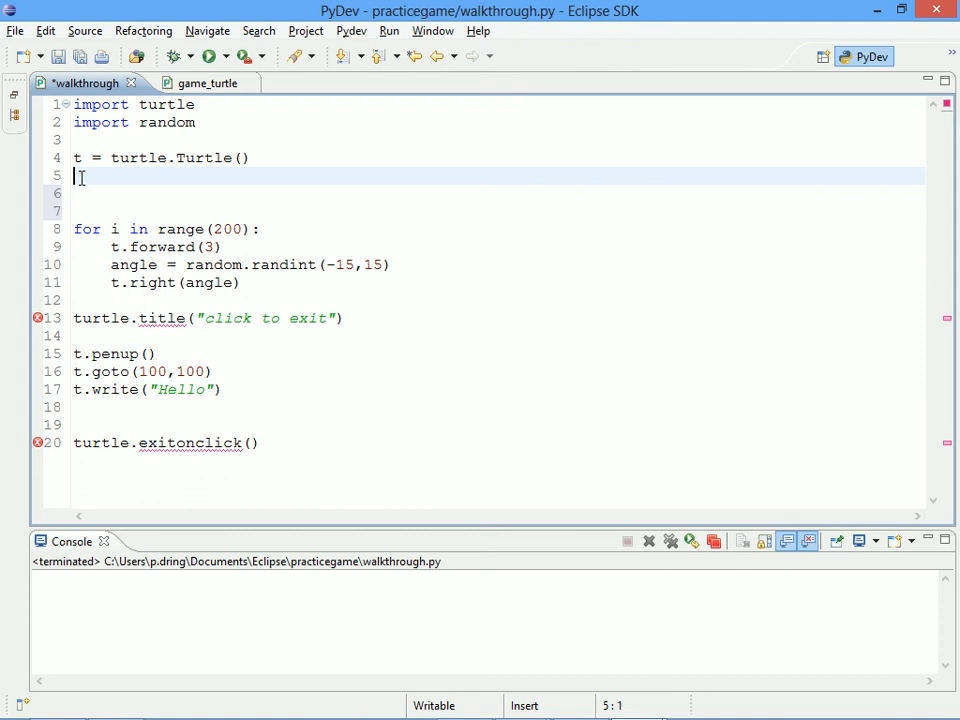 PyDev - practicegame/walkthrough.py - Eclipse SDK
File Edit Source Refactoring Navigate Search Project Pydev Run Window Help
PyDev
*walkthrough game_turtle
1 import turtle
2 import random
3
4 t = turtle.Turtle()
5
6
7
8 for i in range(200):
9 t.forward(3)
10 angle = random.randint(-15,15)
11 t.right(angle)
12
13 turtle.title("click to exit")
14
15 t.penup()
16 t.goto(100,100)
17 t.write("Hello")
18
19
20 turtle.exitonclick()
Console
<terminated> C:\Users\p.dring\Documents\Eclipse\practicegame\walkthrough.py
Writable Insert 5:1